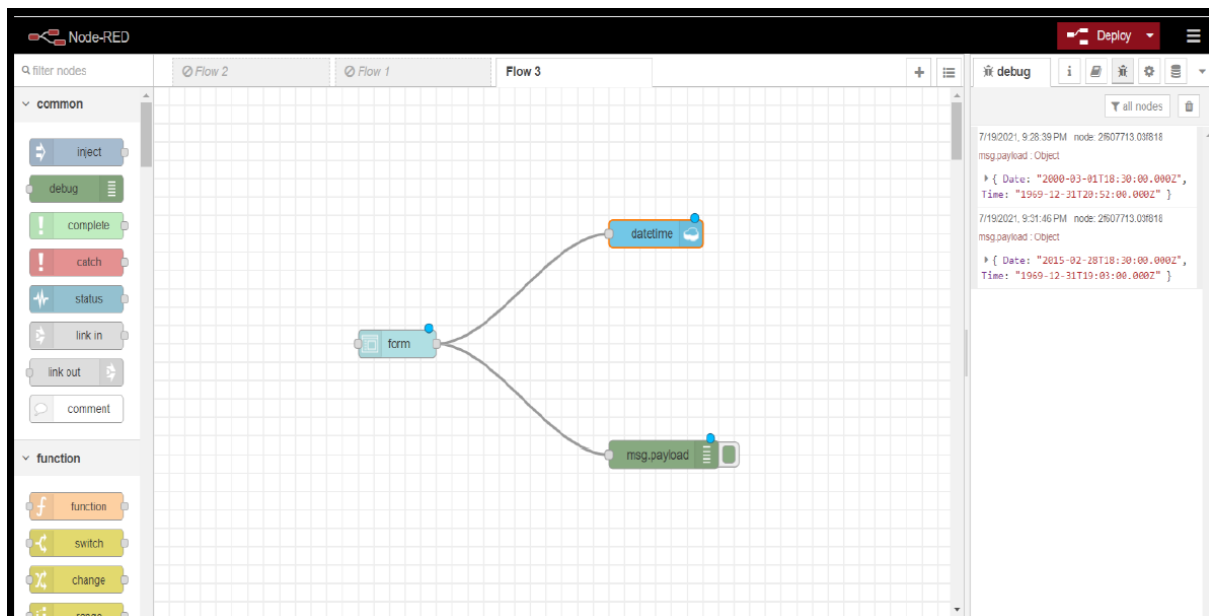 Node-RED
Deploy
filter nodes
Flow 2
Flow 1
Flow 3
debug
i
all nodes
common
inject
debug
complete
catch
status
link in
link out
comment
function
function
switch
change
range
datetime
form
msg.payload
7/19/2021, 9:28:39 PM node: 2f607713.03f818
msg.payload : Object
{ Date: "2000-03-01T18:30:00.000Z",
Time: "1969-12-31T20:52:00.000Z" }
7/19/2021, 9:31:46 PM node: 2f607713.03f818
msg.payload : Object
{ Date: "2015-02-28T18:30:00.000Z",
Time: "1969-12-31T19:03:00.000Z" }